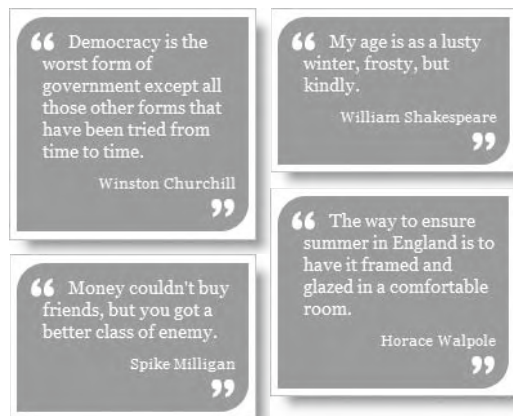 “ Democracy is the
worst form of
government except all
those other forms that
have been tried from
time to time.
Winston Churchill
”
“ Money couldn't buy
friends, but you got a
better class of enemy.
Spike Milligan
”
“ My age is as a lusty
winter, frosty, but
kindly.
William Shakespeare
”
“ The way to ensure
summer in England is to
have it framed and
glazed in a comfortable
room.
Horace Walpole
”